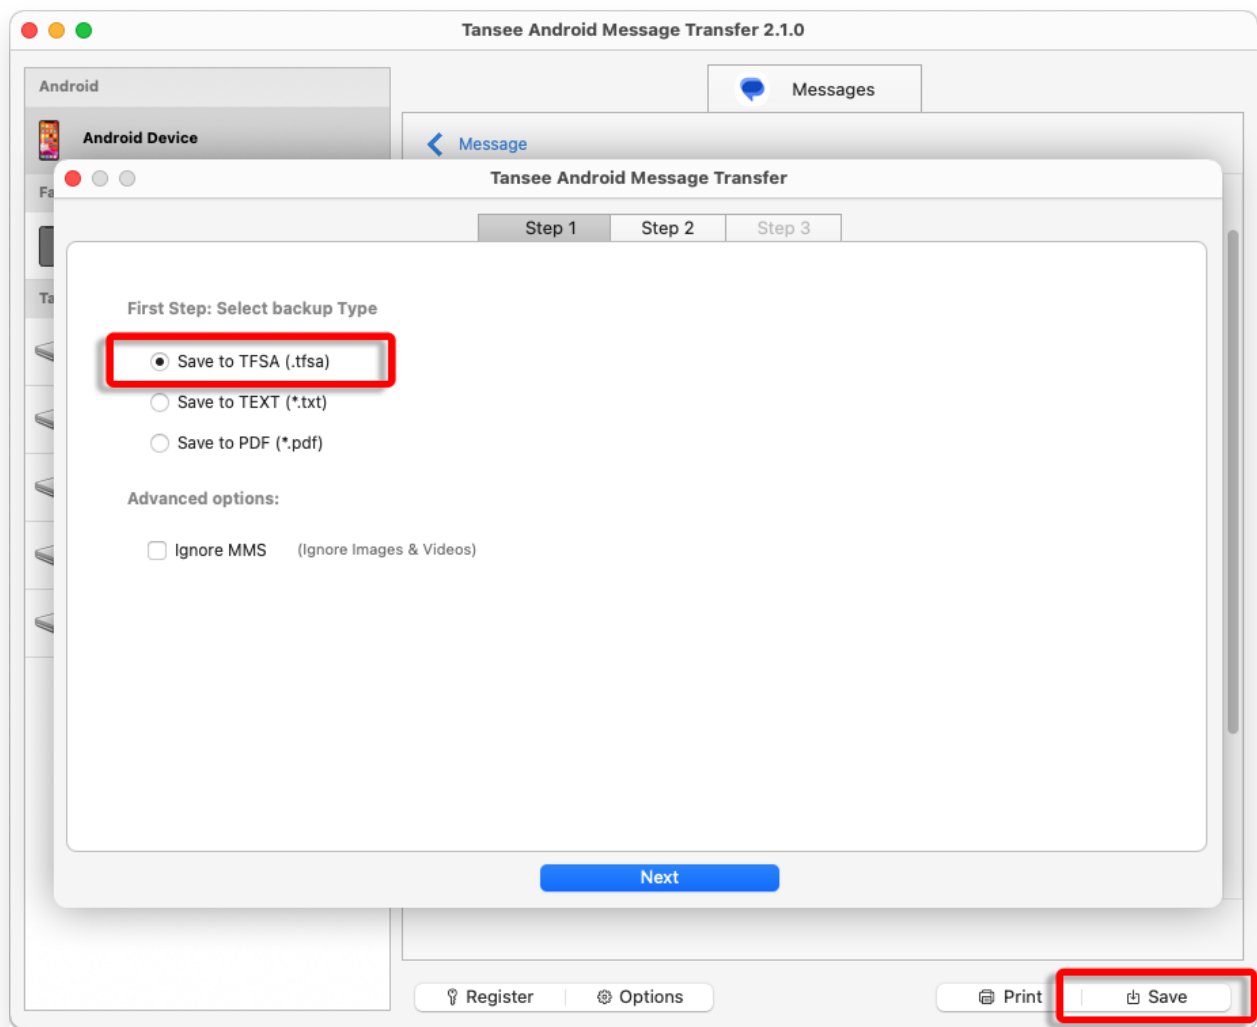 Tansee Android Message Transfer 2.1.0
Android
Messages
Android Device
Message
Fa
Tansee Android Message Transfer
Step 1 Step 2 Step 3
Ta
First Step: Select backup Type
Save to TFSA (.tfsa)
Save to TEXT (*.txt)
Save to PDF (*.pdf)
Advanced options:
Ignore MMS (Ignore Images & Videos)
Next
Register Options Print Save